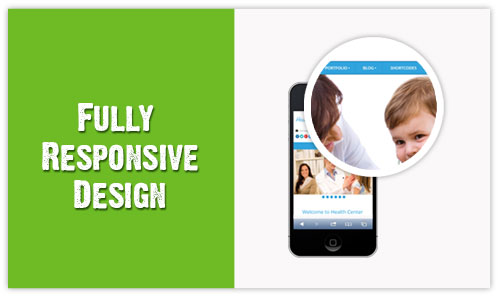 FULLY
RESPONSIVE
DESIGN
PORTFOLIO BLOG SHORTCODES
Welcome to Health Center